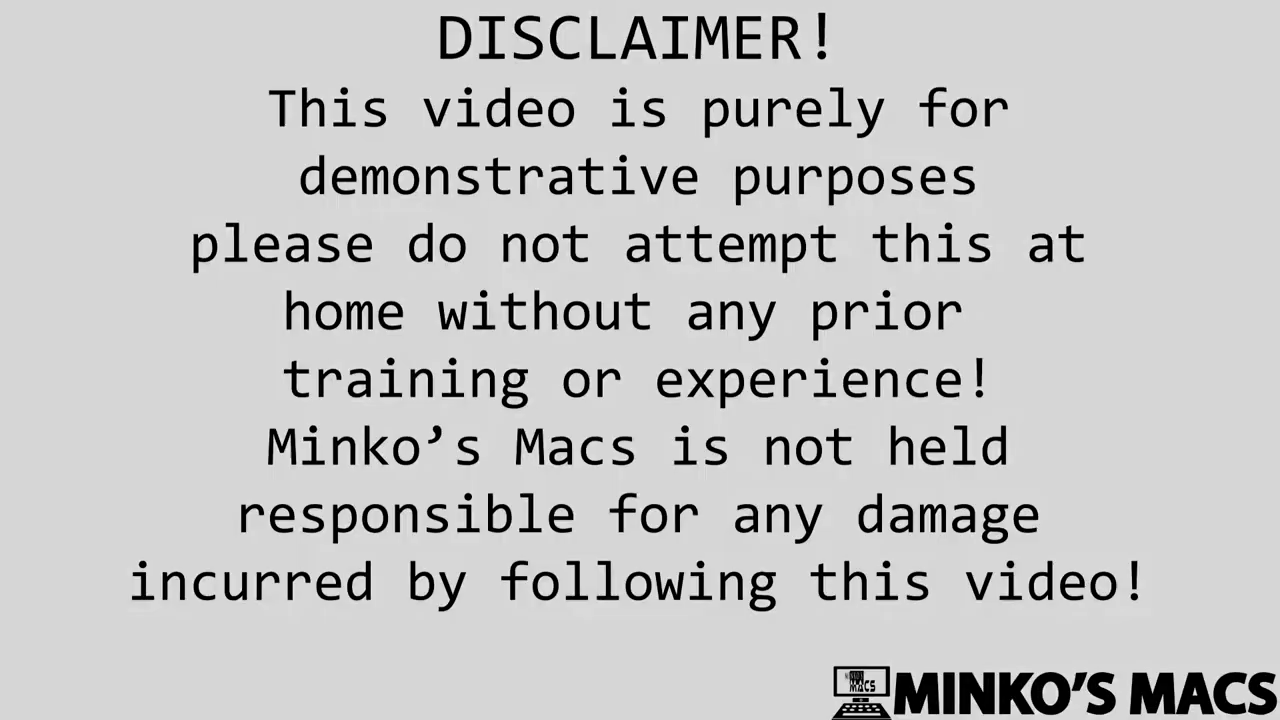 DISCLAIMER!
This video is purely for
demonstrative purposes
please do not attempt this at
home without any prior
training or experience!
Minko’s Macs is not held
responsible for any damage
incurred by following this video!
MACS
MINKO’S MACS